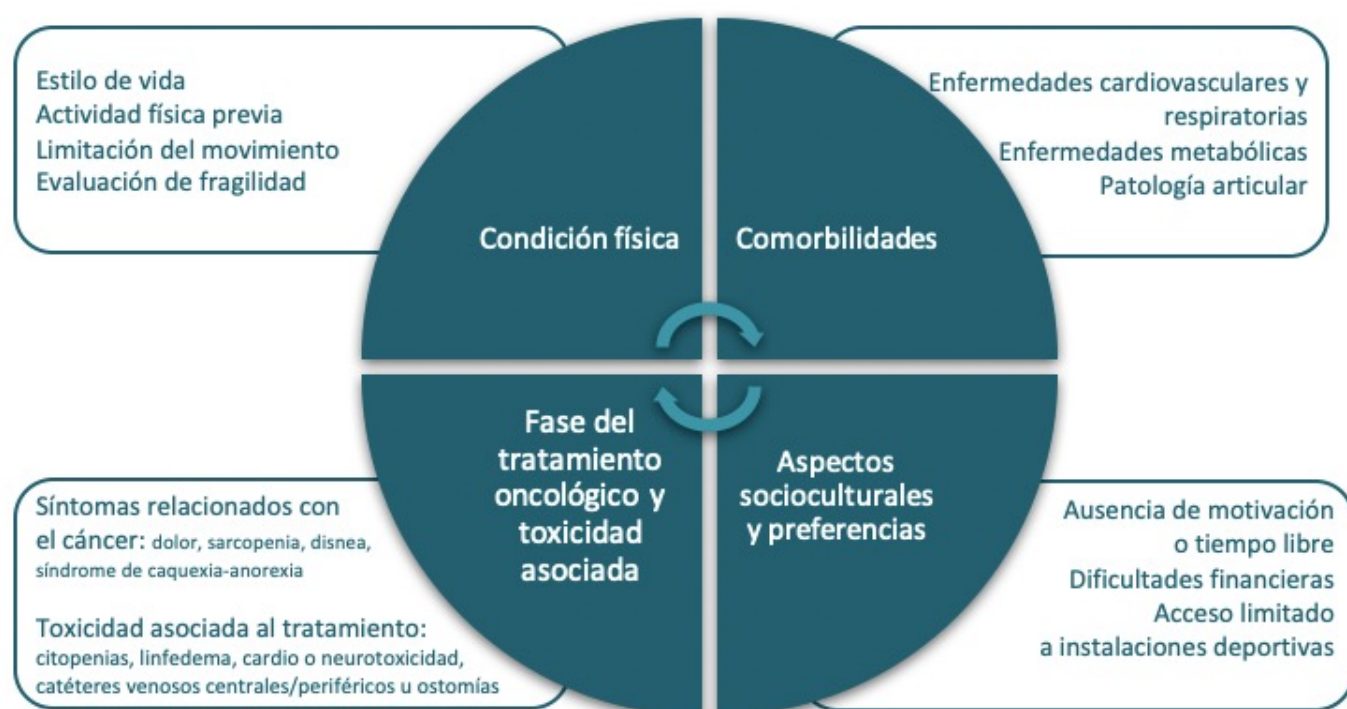 Estilo de vida
Actividad física previa
Limitación del movimiento
Evaluación de fragilidad
Condición física
Enfermedades cardiovasculares y
respiratorias
Enfermedades metabólicas
Patología articular
Comorbilidades
Fase del
tratamiento
oncológico y
toxicidad
asociada
Síntomas relacionados con
el cáncer: dolor, sarcopenia, disnea,
síndrome de caquexia-anorexia
Toxicidad asociada al tratamiento:
citopenias, linfedema, cardio o neurotoxicidad,
catéteres venosos centrales/periféricos u ostomías
Aspectos
socioculturales
y preferencias
Ausencia de motivación
o tiempo libre
Dificultades financieras
Acceso limitado
a instalaciones deportivas